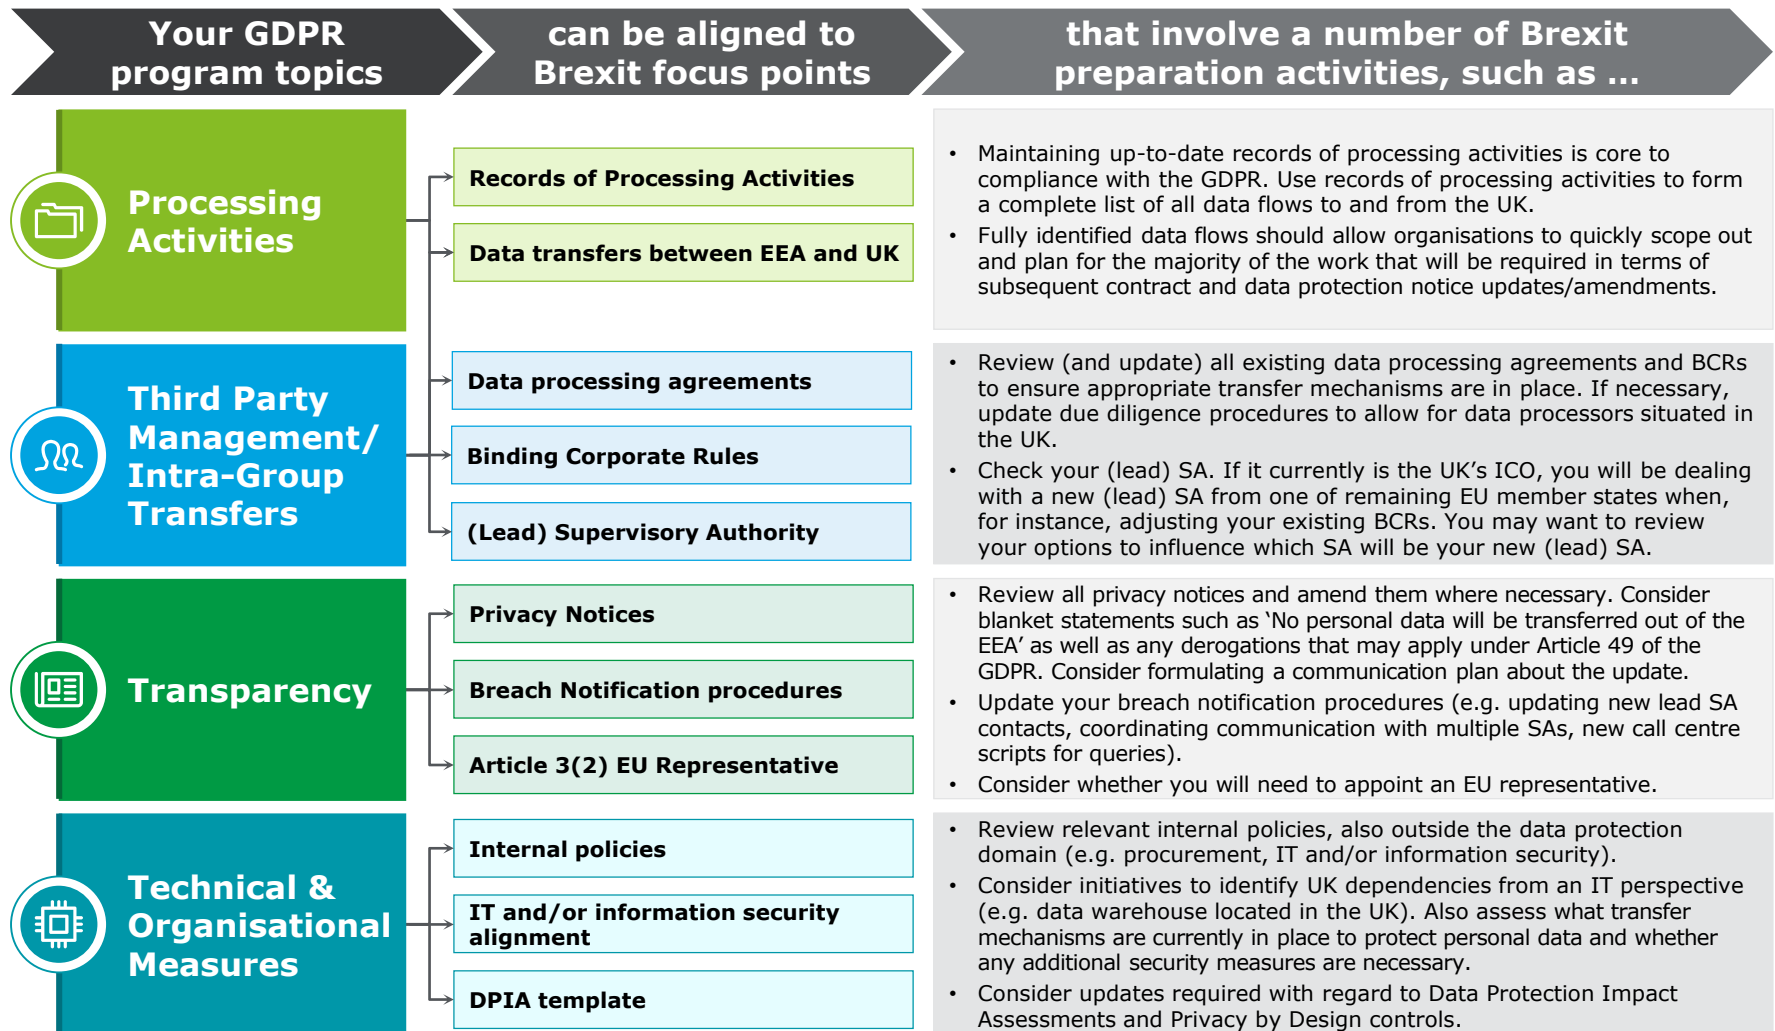 Your GDPR
program topics
can be aligned to
Brexit focus points
that involve a number of Brexit
preparation activities, such as ...
Processing
Activities
Records of Processing Activities
Data transfers between EEA and UK
• Maintaining up-to-date records of processing activities is core to
compliance with the GDPR. Use records of processing activities to form
a complete list of all data flows to and from the UK.
• Fully identified data flows should allow organisations to quickly scope out
and plan for the majority of the work that will be required in terms of
subsequent contract and data protection notice updates/amendments.
Third Party
Management/
Intra-Group
Transfers
Data processing agreements
Binding Corporate Rules
(Lead) Supervisory Authority
• Review (and update) all existing data processing agreements and BCRs
to ensure appropriate transfer mechanisms are in place. If necessary,
update due diligence procedures to allow for data processors situated in
the UK.
• Check your (lead) SA. If it currently is the UK’s ICO, you will be dealing
with a new (lead) SA from one of remaining EU member states when,
for instance, adjusting your existing BCRs. You may want to review
your options to influence which SA will be your new (lead) SA.
Transparency
Privacy Notices
Breach Notification procedures
Article 3(2) EU Representative
• Review all privacy notices and amend them where necessary. Consider
blanket statements such as ‘No personal data will be transferred out of the
EEA’ as well as any derogations that may apply under Article 49 of the
GDPR. Consider formulating a communication plan about the update.
• Update your breach notification procedures (e.g. updating new lead SA
contacts, coordinating communication with multiple SAs, new call centre
scripts for queries).
• Consider whether you will need to appoint an EU representative.
Technical &
Organisational
Measures
Internal policies
IT and/or information security
alignment
DPIA template
• Review relevant internal policies, also outside the data protection
domain (e.g. procurement, IT and/or information security).
• Consider initiatives to identify UK dependencies from an IT perspective
(e.g. data warehouse located in the UK). Also assess what transfer
mechanisms are currently in place to protect personal data and whether
any additional security measures are necessary.
• Consider updates required with regard to Data Protection Impact
Assessments and Privacy by Design controls.